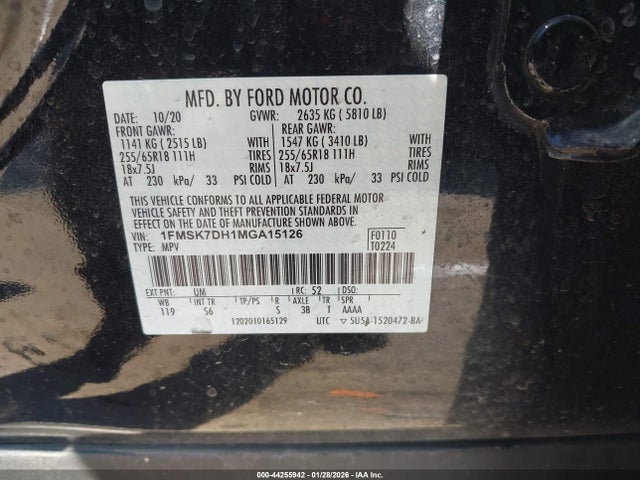 MFD. BY FORD MOTOR CO.
DATE: 10/20 GVWR: 2635 KG ( 5810 LB)
FRONT GAWR: REAR GAWR:
1141 KG ( 2515 LB) WITH 1547 KG ( 3410 LB) WITH
255/65R18 111H TIRES 255/65R18 111H TIRES
18x7.5J RIMS 18x7.5J RIMS
AT 230 kPa/ 33 PSI COLD AT 230 kPa/ 33 PSI COLD
THIS VEHICLE CONFORMS TO ALL APPLICABLE FEDERAL MOTOR
VEHICLE SAFETY, BUMPER, AND THEFT PREVENTION STANDARDS IN
EFFECT ON THE DATE OF MANUFACTURE SHOWN ABOVE.
VIN: 1FMSK7DH1MGA15126 F0110
TYPE: MPV T0224
EXT PNT: UM RC: 52 DSO:
WB INT TR TP/PS R AXLE TR SPR
119 S6 S 3B T AAAA
1202010165129 UTC 5U5A-1520472-BA
000-44255942 | 01/28/2026 - Copyright IAA, LLC